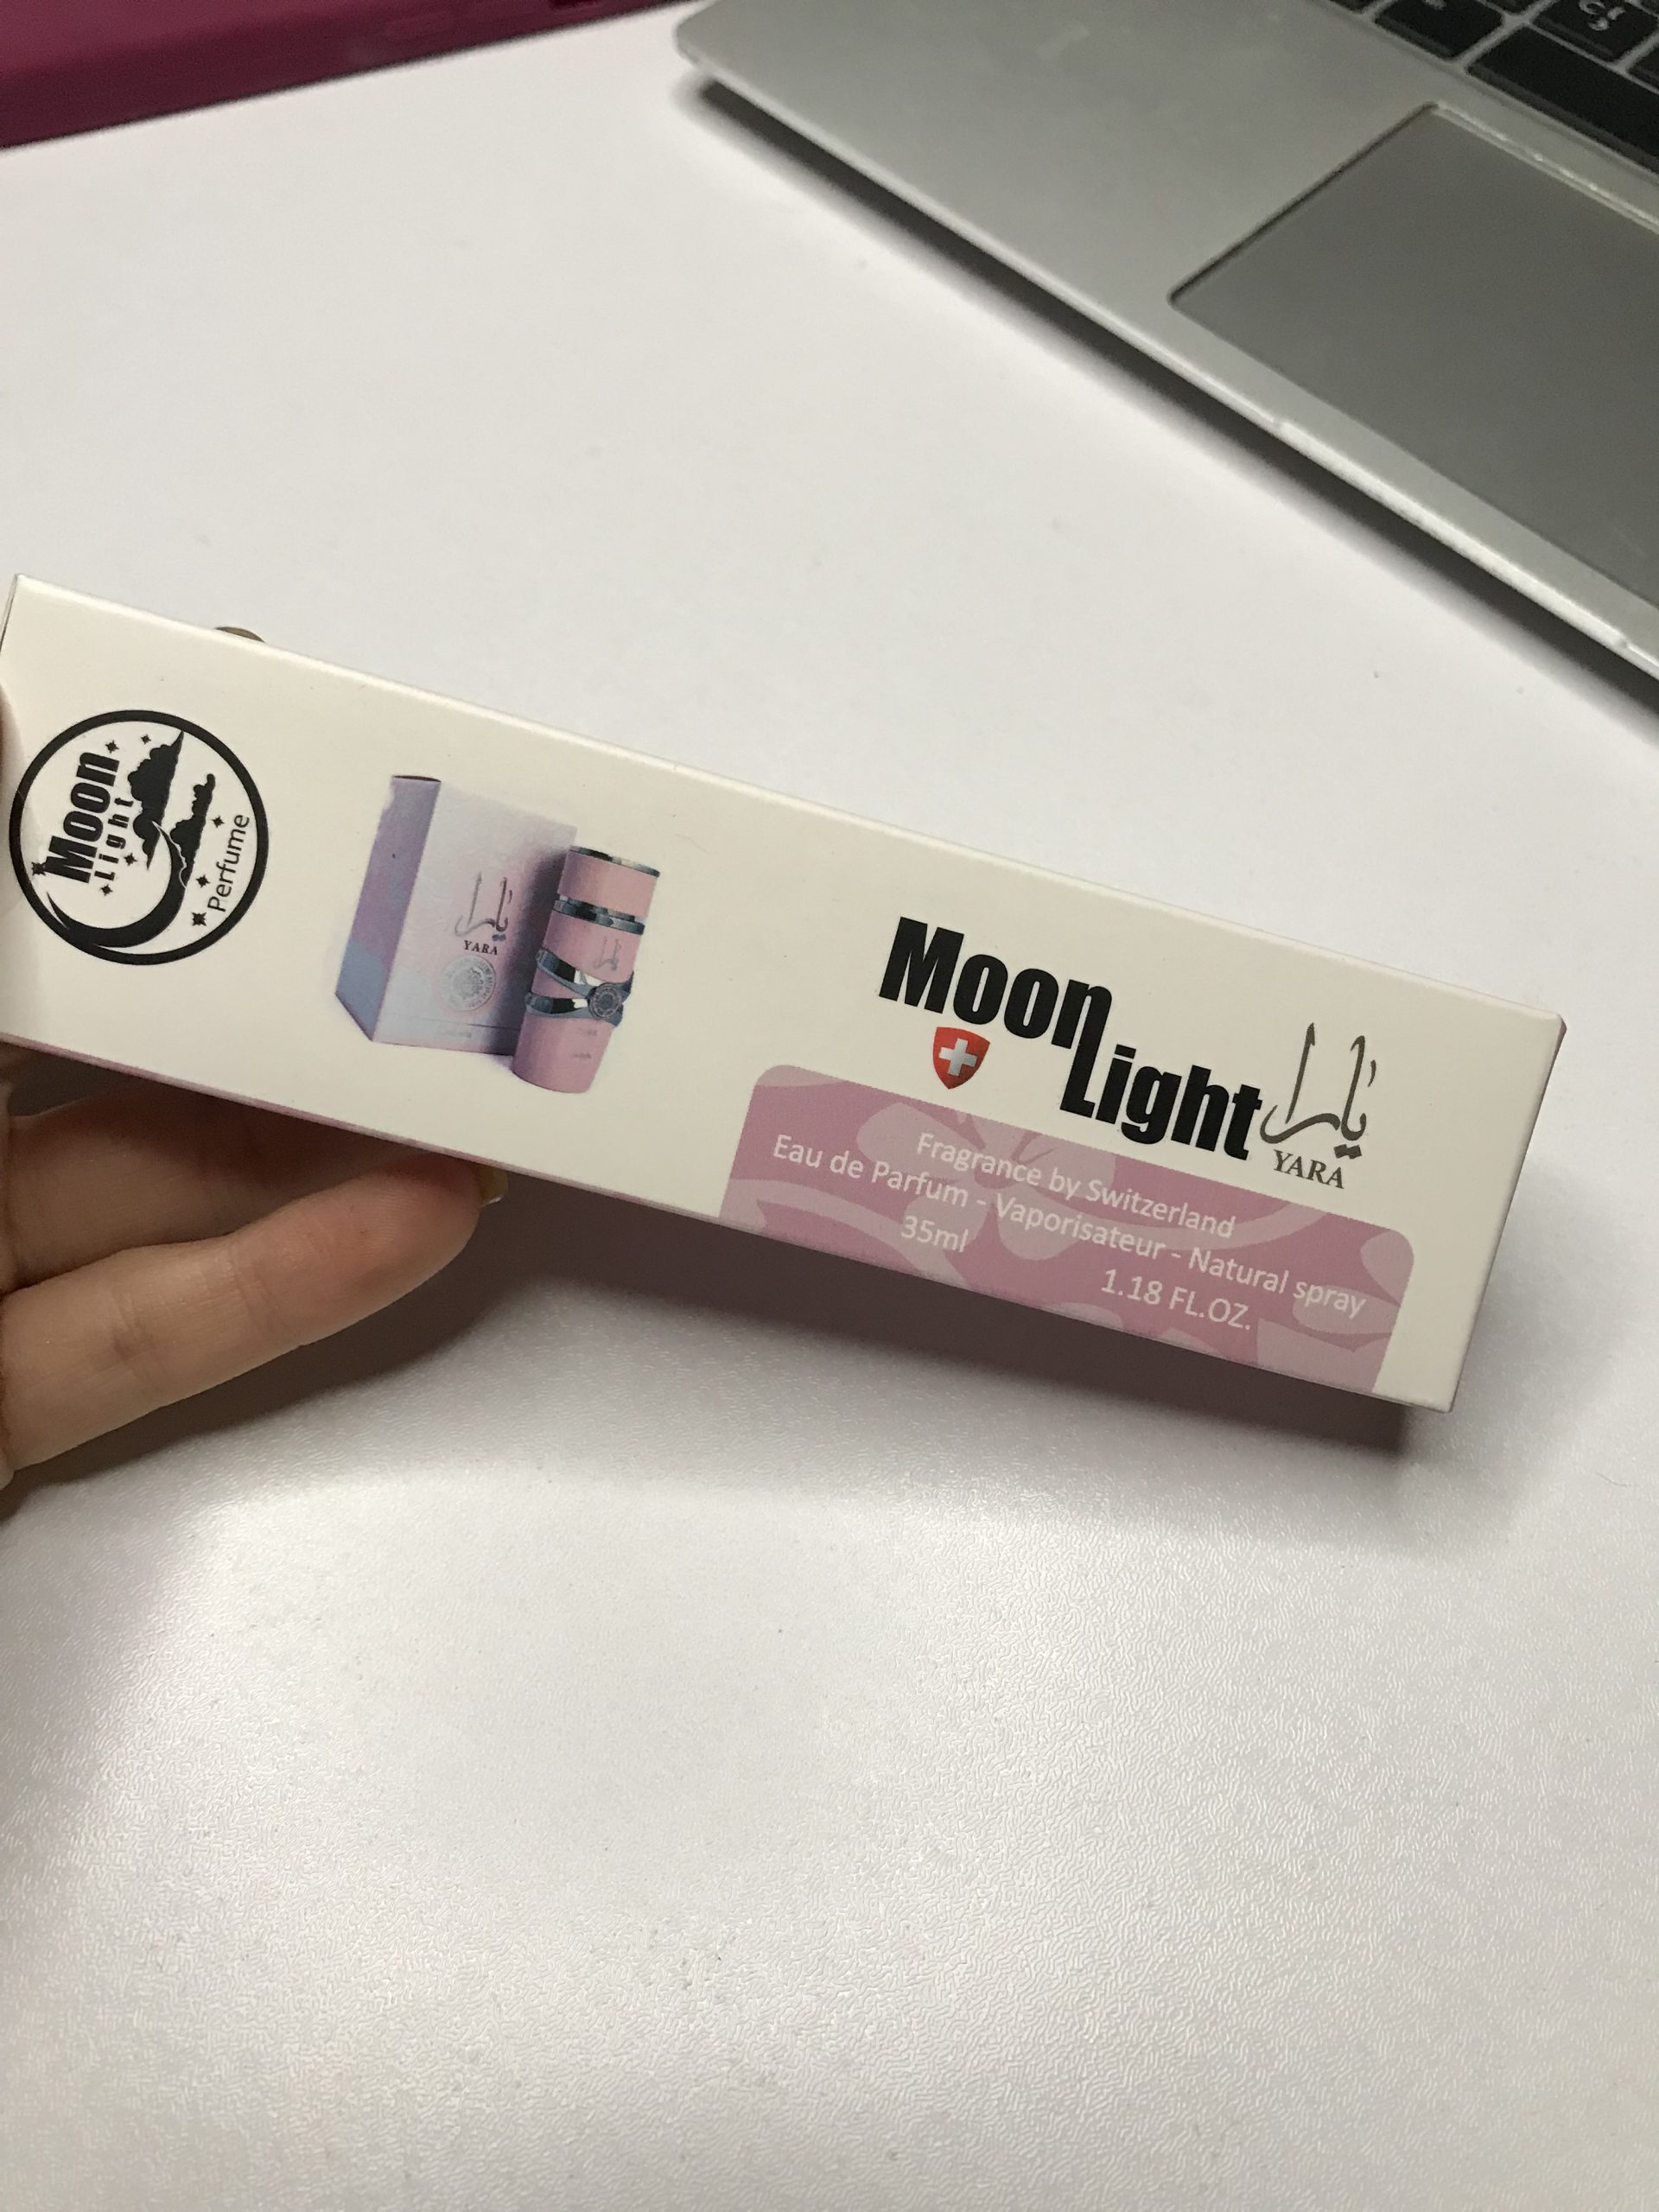 Moon
Light
Perfume
يارا
YARA
Moon
Light
يارا
YARA
Fragrance by Switzerland
Eau de Parfum - Vaporisateur - Natural spray
35ml 1.18 FL.OZ.